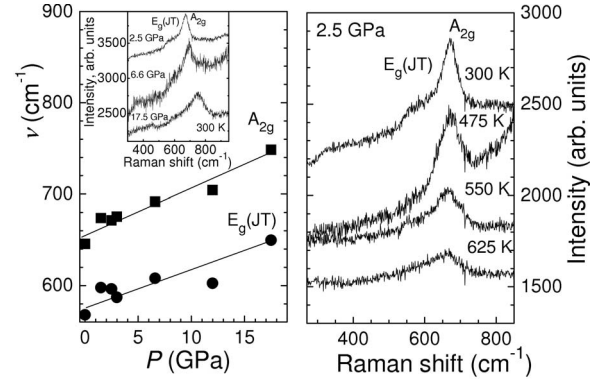 900
800
700
600
ν (cm-1)
0 5 10 15
P (GPa)
A2g
Eg(JT)
Eg(JT)
A2g
2.5 GPa
6.6 GPa
17.5 GPa
300 K
3500
3000
2500
Intensity, arb. units
400 600 800
Raman shift (cm-1)
2.5 GPa
A2g
Eg(JT)
300 K
475 K
550 K
625 K
3000
2500
2000
1500
Intensity (arb. units)
400 600 800
Raman shift (cm-1)